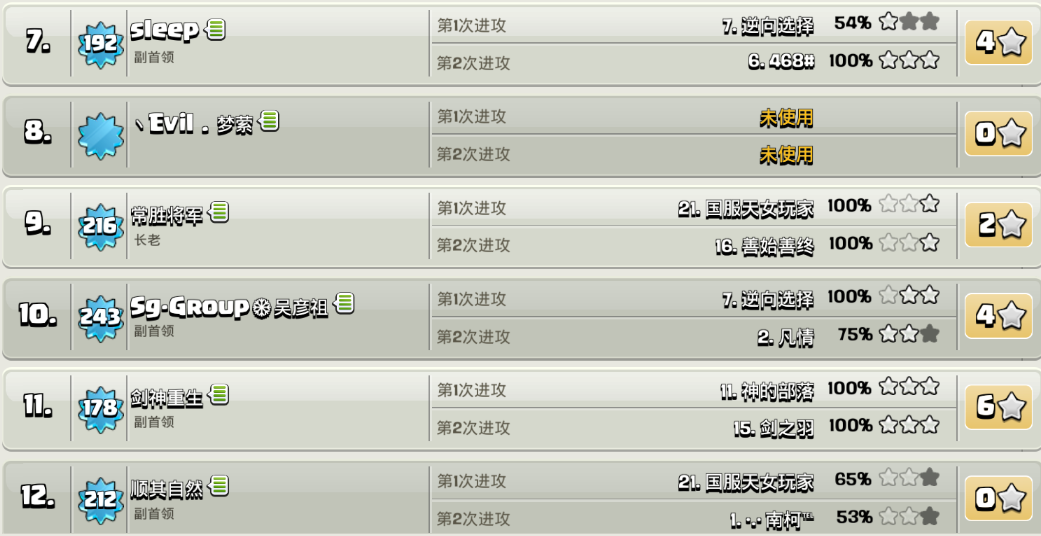 7.
192
sleep
副首领
第1次进攻
7. 逆向选择 54%
第2次进攻
6. 468# 100%
4
8.
丶Evil . 梦萦
第1次进攻
未使用
第2次进攻
未使用
0
9.
216
常胜将军
长老
第1次进攻
21. 国服天女玩家 100%
第2次进攻
16. 善始善终 100%
2
10.
243
Sg·Group❊吴彦祖
副首领
第1次进攻
7. 逆向选择 100%
第2次进攻
2. 凡情 75%
4
11.
178
剑神重生
副首领
第1次进攻
11. 神的部落 100%
第2次进攻
15. 剑之羽 100%
6
12.
212
顺其自然
副首领
第1次进攻
21. 国服天女玩家 65%
第2次进攻
1. 南柯 53%
0